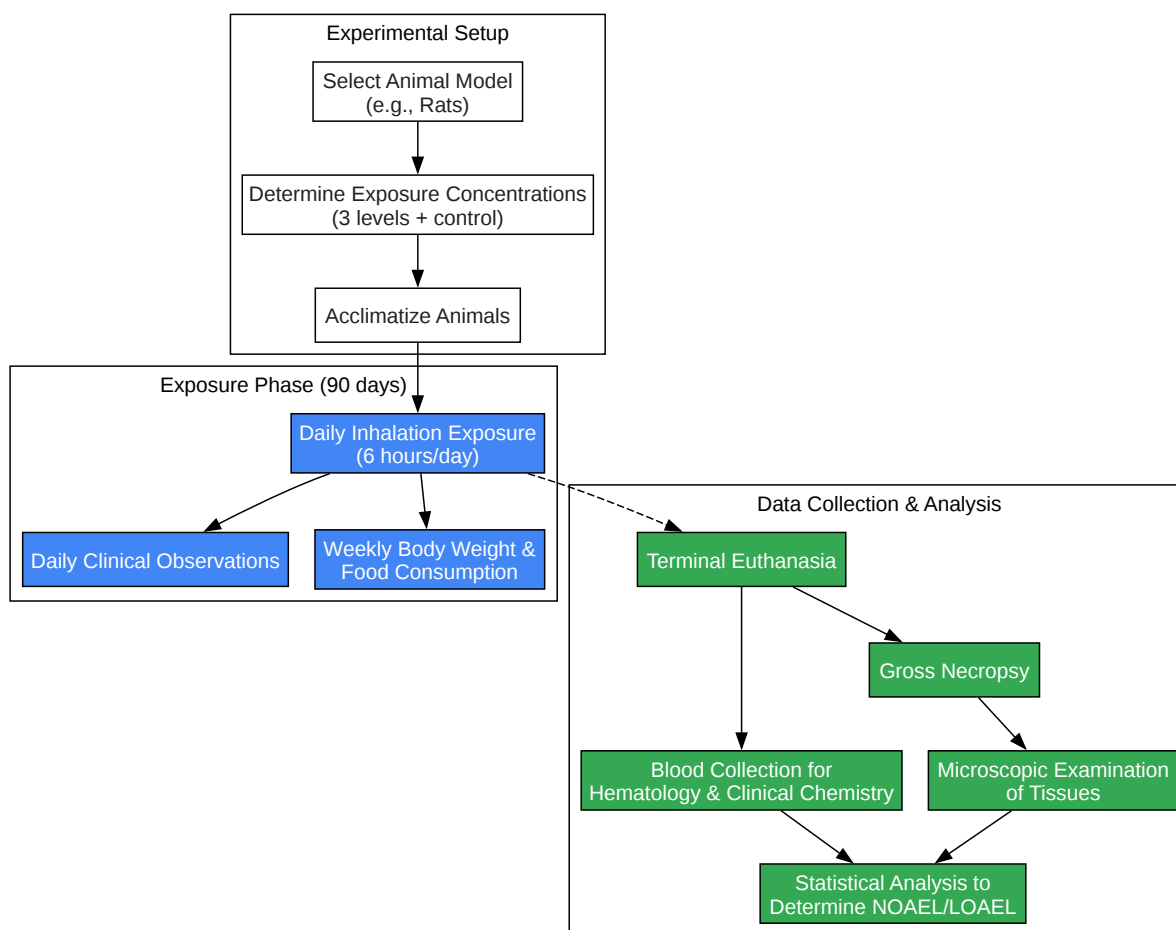 Experimental Setup
Select Animal Model
(e.g., Rats)
Determine Exposure Concentrations
(3 levels + control)
Acclimatize Animals
Exposure Phase (90 days)
Daily Inhalation Exposure
(6 hours/day)
Daily Clinical Observations
Weekly Body Weight &
Food Consumption
Data Collection & Analysis
Terminal Euthanasia
Gross Necropsy
Blood Collection for
Hematology & Clinical Chemistry
Microscopic Examination
of Tissues
Statistical Analysis to
Determine NOAEL/LOAEL